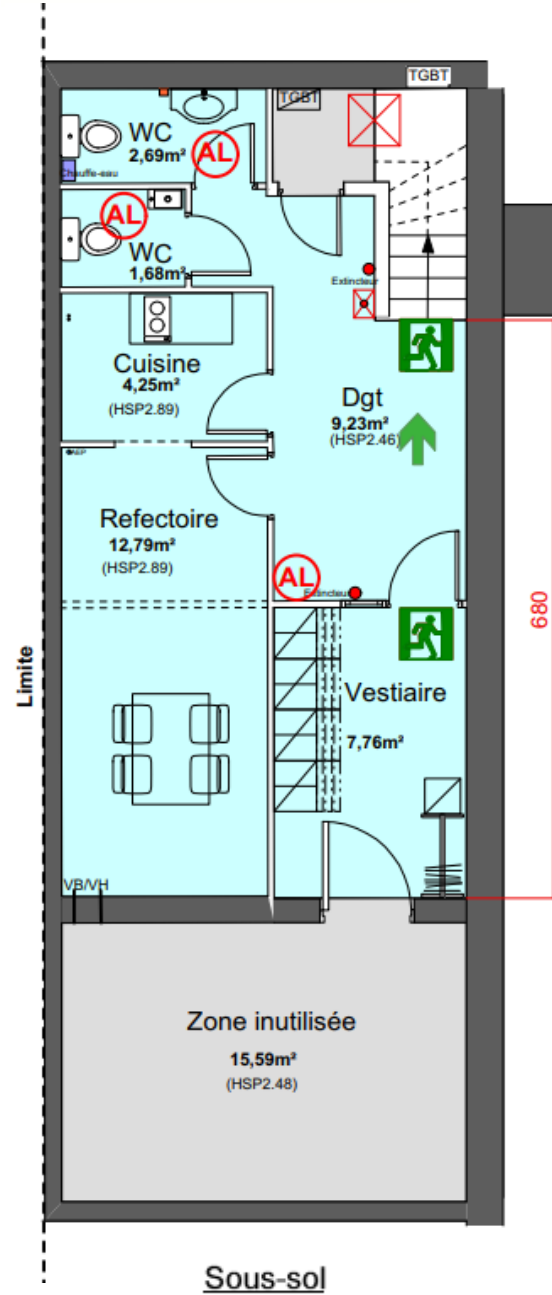 TGBT
TGBT
WC
2,69m²
AL
Chauffe-eau
AL
WC
1,68m²
Extincteur
Cuisine
4,25m²
(HSP2.89)
Dgt
9,23m²
(HSP2.46)
AEP
Refectoire
12,79m²
(HSP2.89)
AL
Extincteur
680
Limite
Vestiaire
7,76m²
VB/VH
Zone inutilisée
15,59m²
(HSP2.48)
Sous-sol